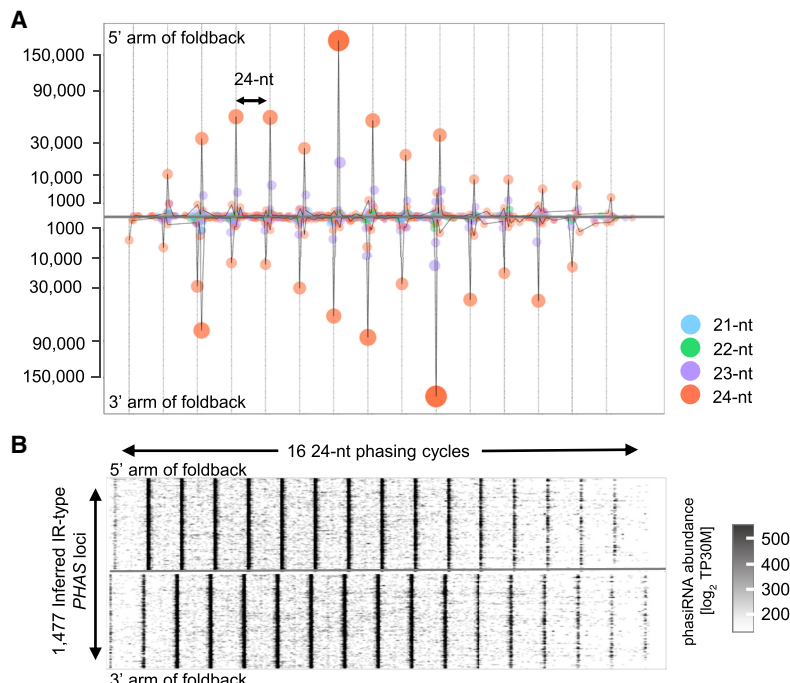 A
5’ arm of foldback
150,000
24-nt
90,000
30,000
10,000
1000
1000
10,000
30,000
90,000
150,000
3’ arm of foldback
21-nt
22-nt
23-nt
24-nt
B
16 24-nt phasing cycles
5’ arm of foldback
1,477 Inferred IR-type
PHAS loci
3’ arm of foldback
phasiRNA abundance
[log2 TP30M]
500
400
300
200